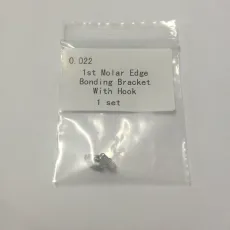 0.022
1st Molar Edge
Bonding Bracket
With Hook
1 set